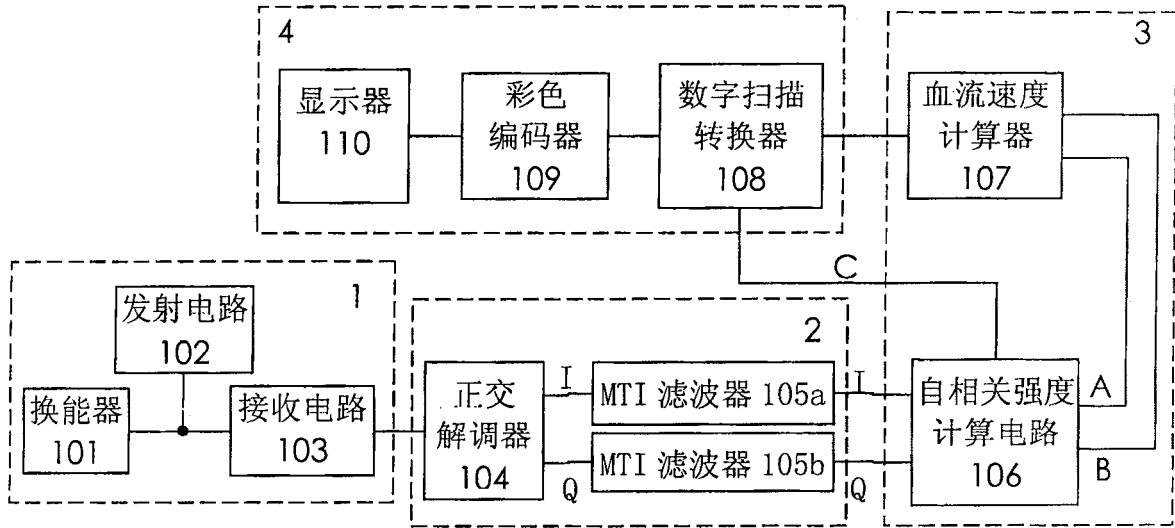 4
显示器
110
彩色
编码器
109
数字扫描
转换器
108
3
血流速度
计算器
107
C
1
发射电路
102
换能器
101
接收电路
103
2
正交
解调器
104
I
MTI 滤波器 105a
I
Q
MTI 滤波器 105b
Q
自相关强度
计算电路
106
A
B